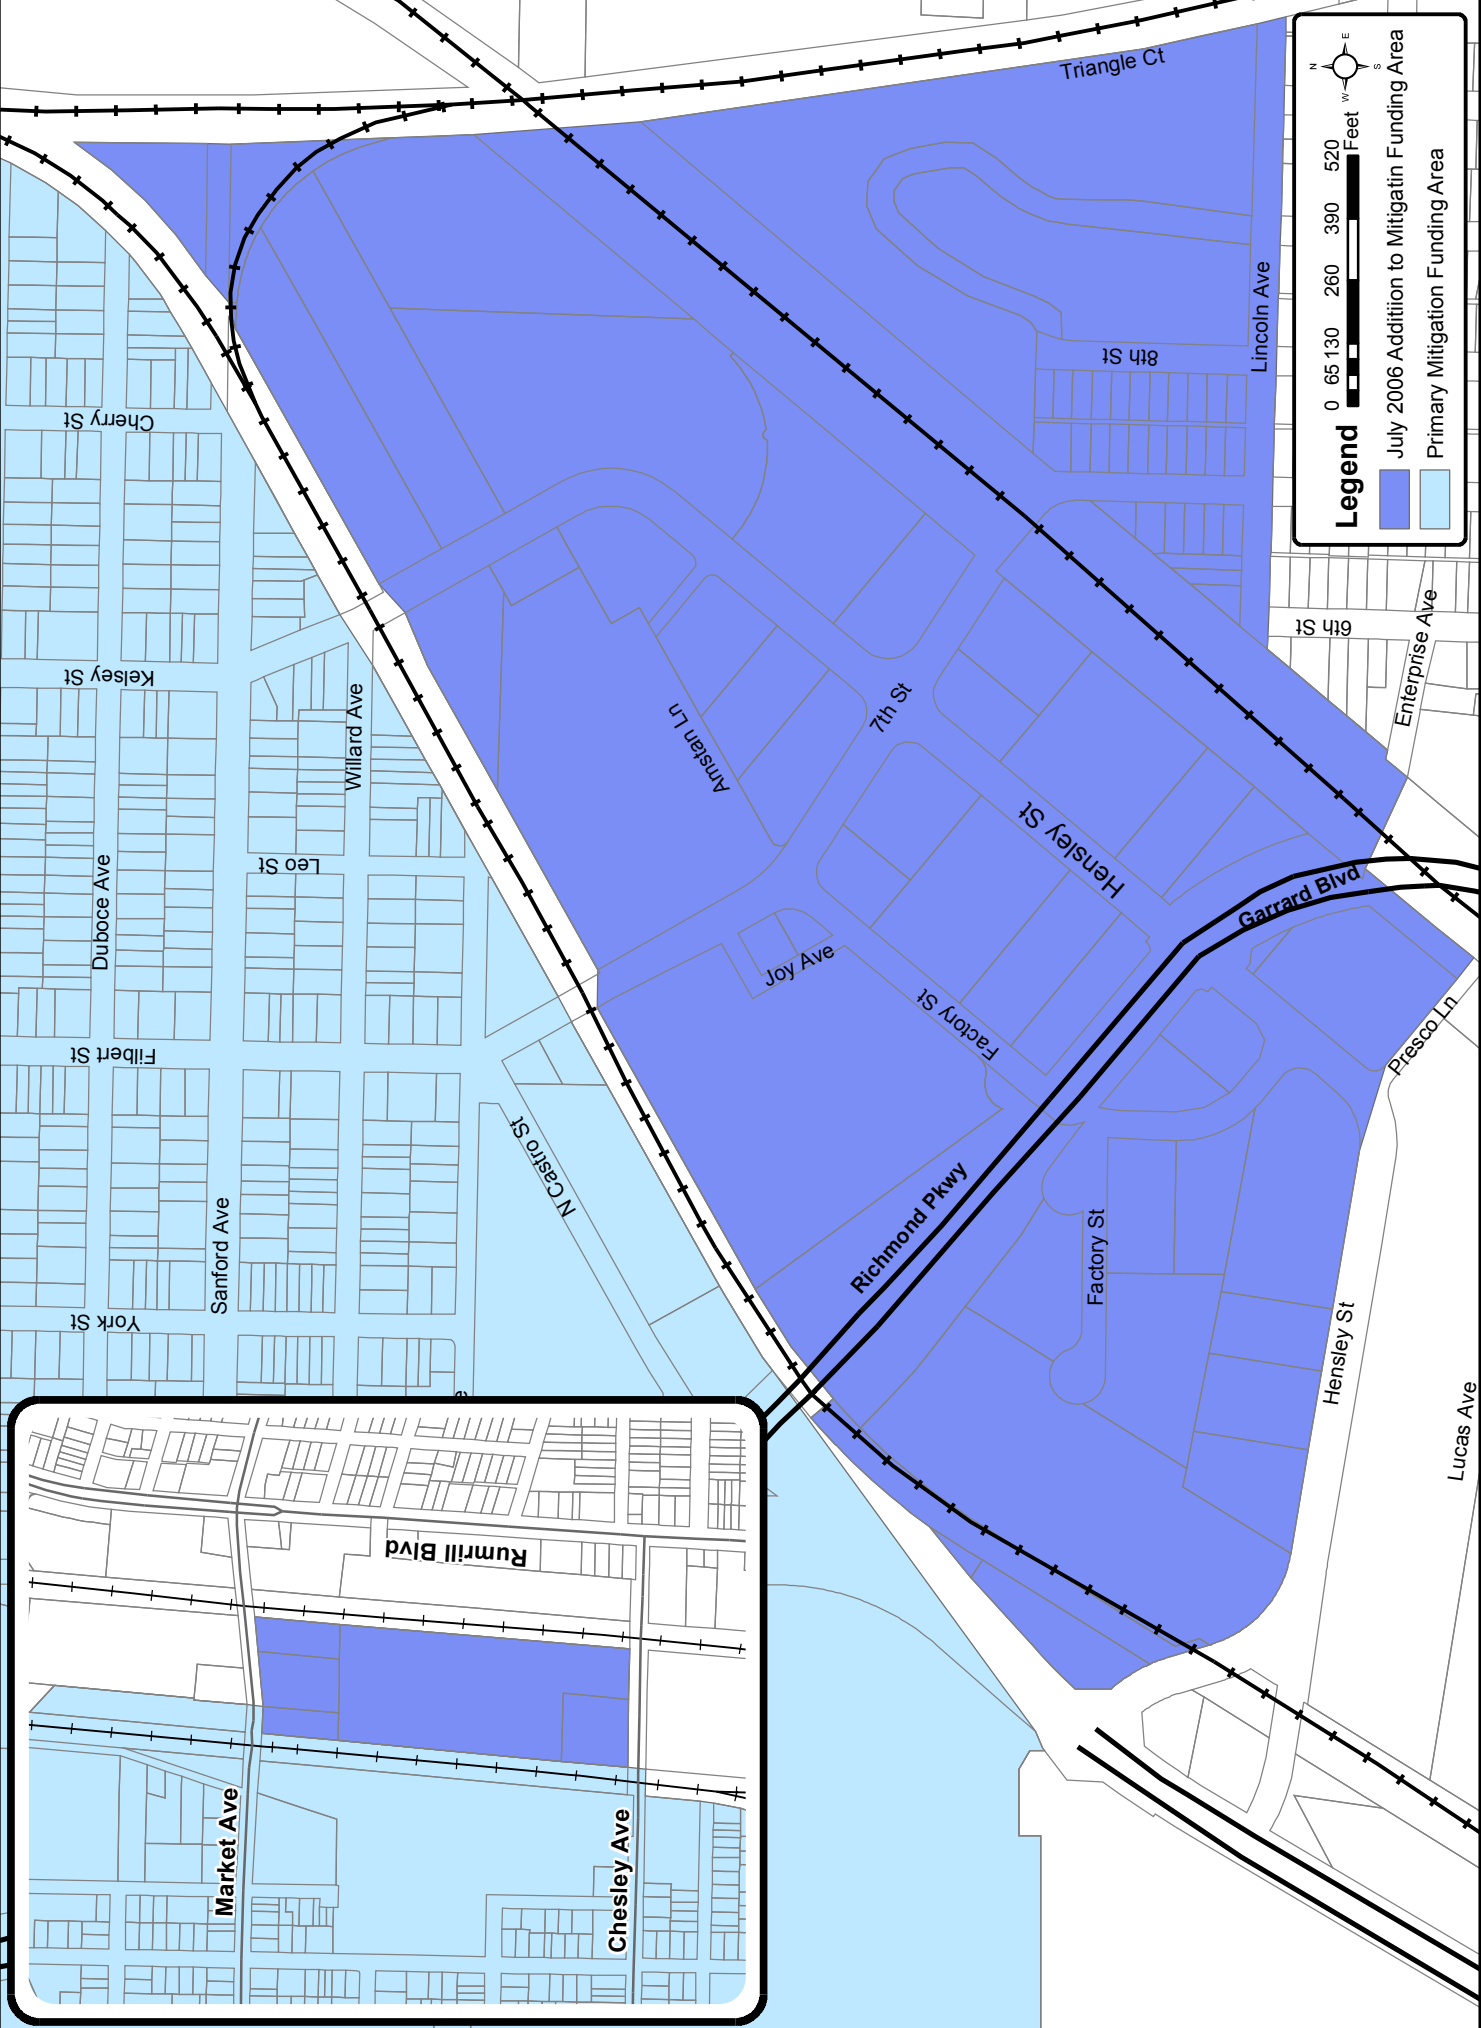 Triangle Ct
Cherry St
Kelsey St
Willard Ave
Duboce Ave
Leo St
Filbert St
Sanford Ave
York St
N Castro St
Lincoln Ave
8th St
6th St
Enterprise Ave
Amstan Ln
7th St
Hensley St
Garrard Blvd
Joy Ave
Factory St
Presco Ln
Richmond Pkwy
Factory St
Hensley St
Lucas Ave
e
Rumrill Blvd
Market Ave
Chesley Ave
Legend
0 65 130 260 390 520
Feet
N
W E
S
July 2006 Addition to Mitigatin Funding Area
Primary Mitigation Funding Area